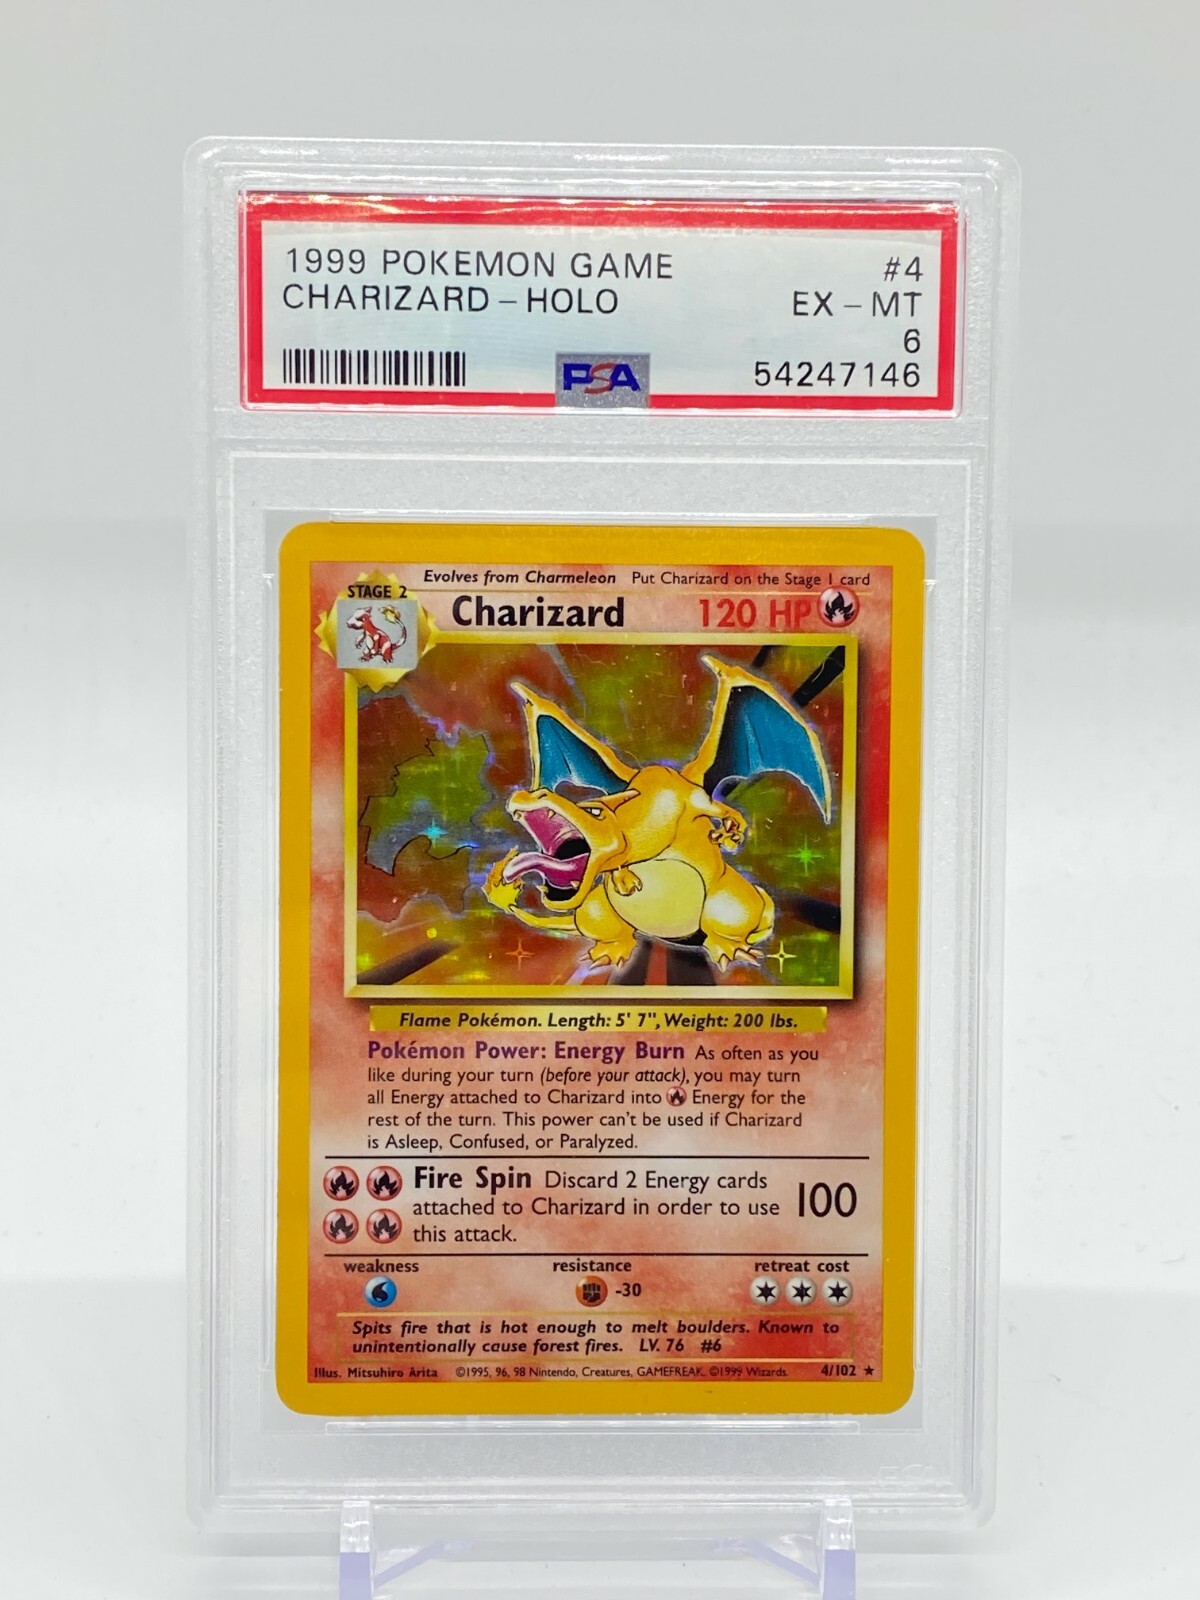 1999 POKEMON GAME #4
CHARIZARD - HOLO EX - MT
6
PSA 54247146
Evolves from Charmeleon Put Charizard on the Stage 1 card
STAGE 2
Charizard 120 HP
Flame Pokémon. Length: 5' 7", Weight: 200 lbs.
Pokémon Power: Energy Burn As often as you
like during your turn (before your attack), you may turn
all Energy attached to Charizard into Energy for the
rest of the turn. This power can't be used if Charizard
is Asleep, Confused, or Paralyzed.
Fire Spin Discard 2 Energy cards
attached to Charizard in order to use 100
this attack.
weakness resistance retreat cost
-30
Spits fire that is hot enough to melt boulders. Known to
unintentionally cause forest fires. LV. 76 #6
Illus. Mitsuhiro Arita ©1995, 96, 98 Nintendo, Creatures, GAMEFREAK. ©1999 Wizards. 4/102 ★